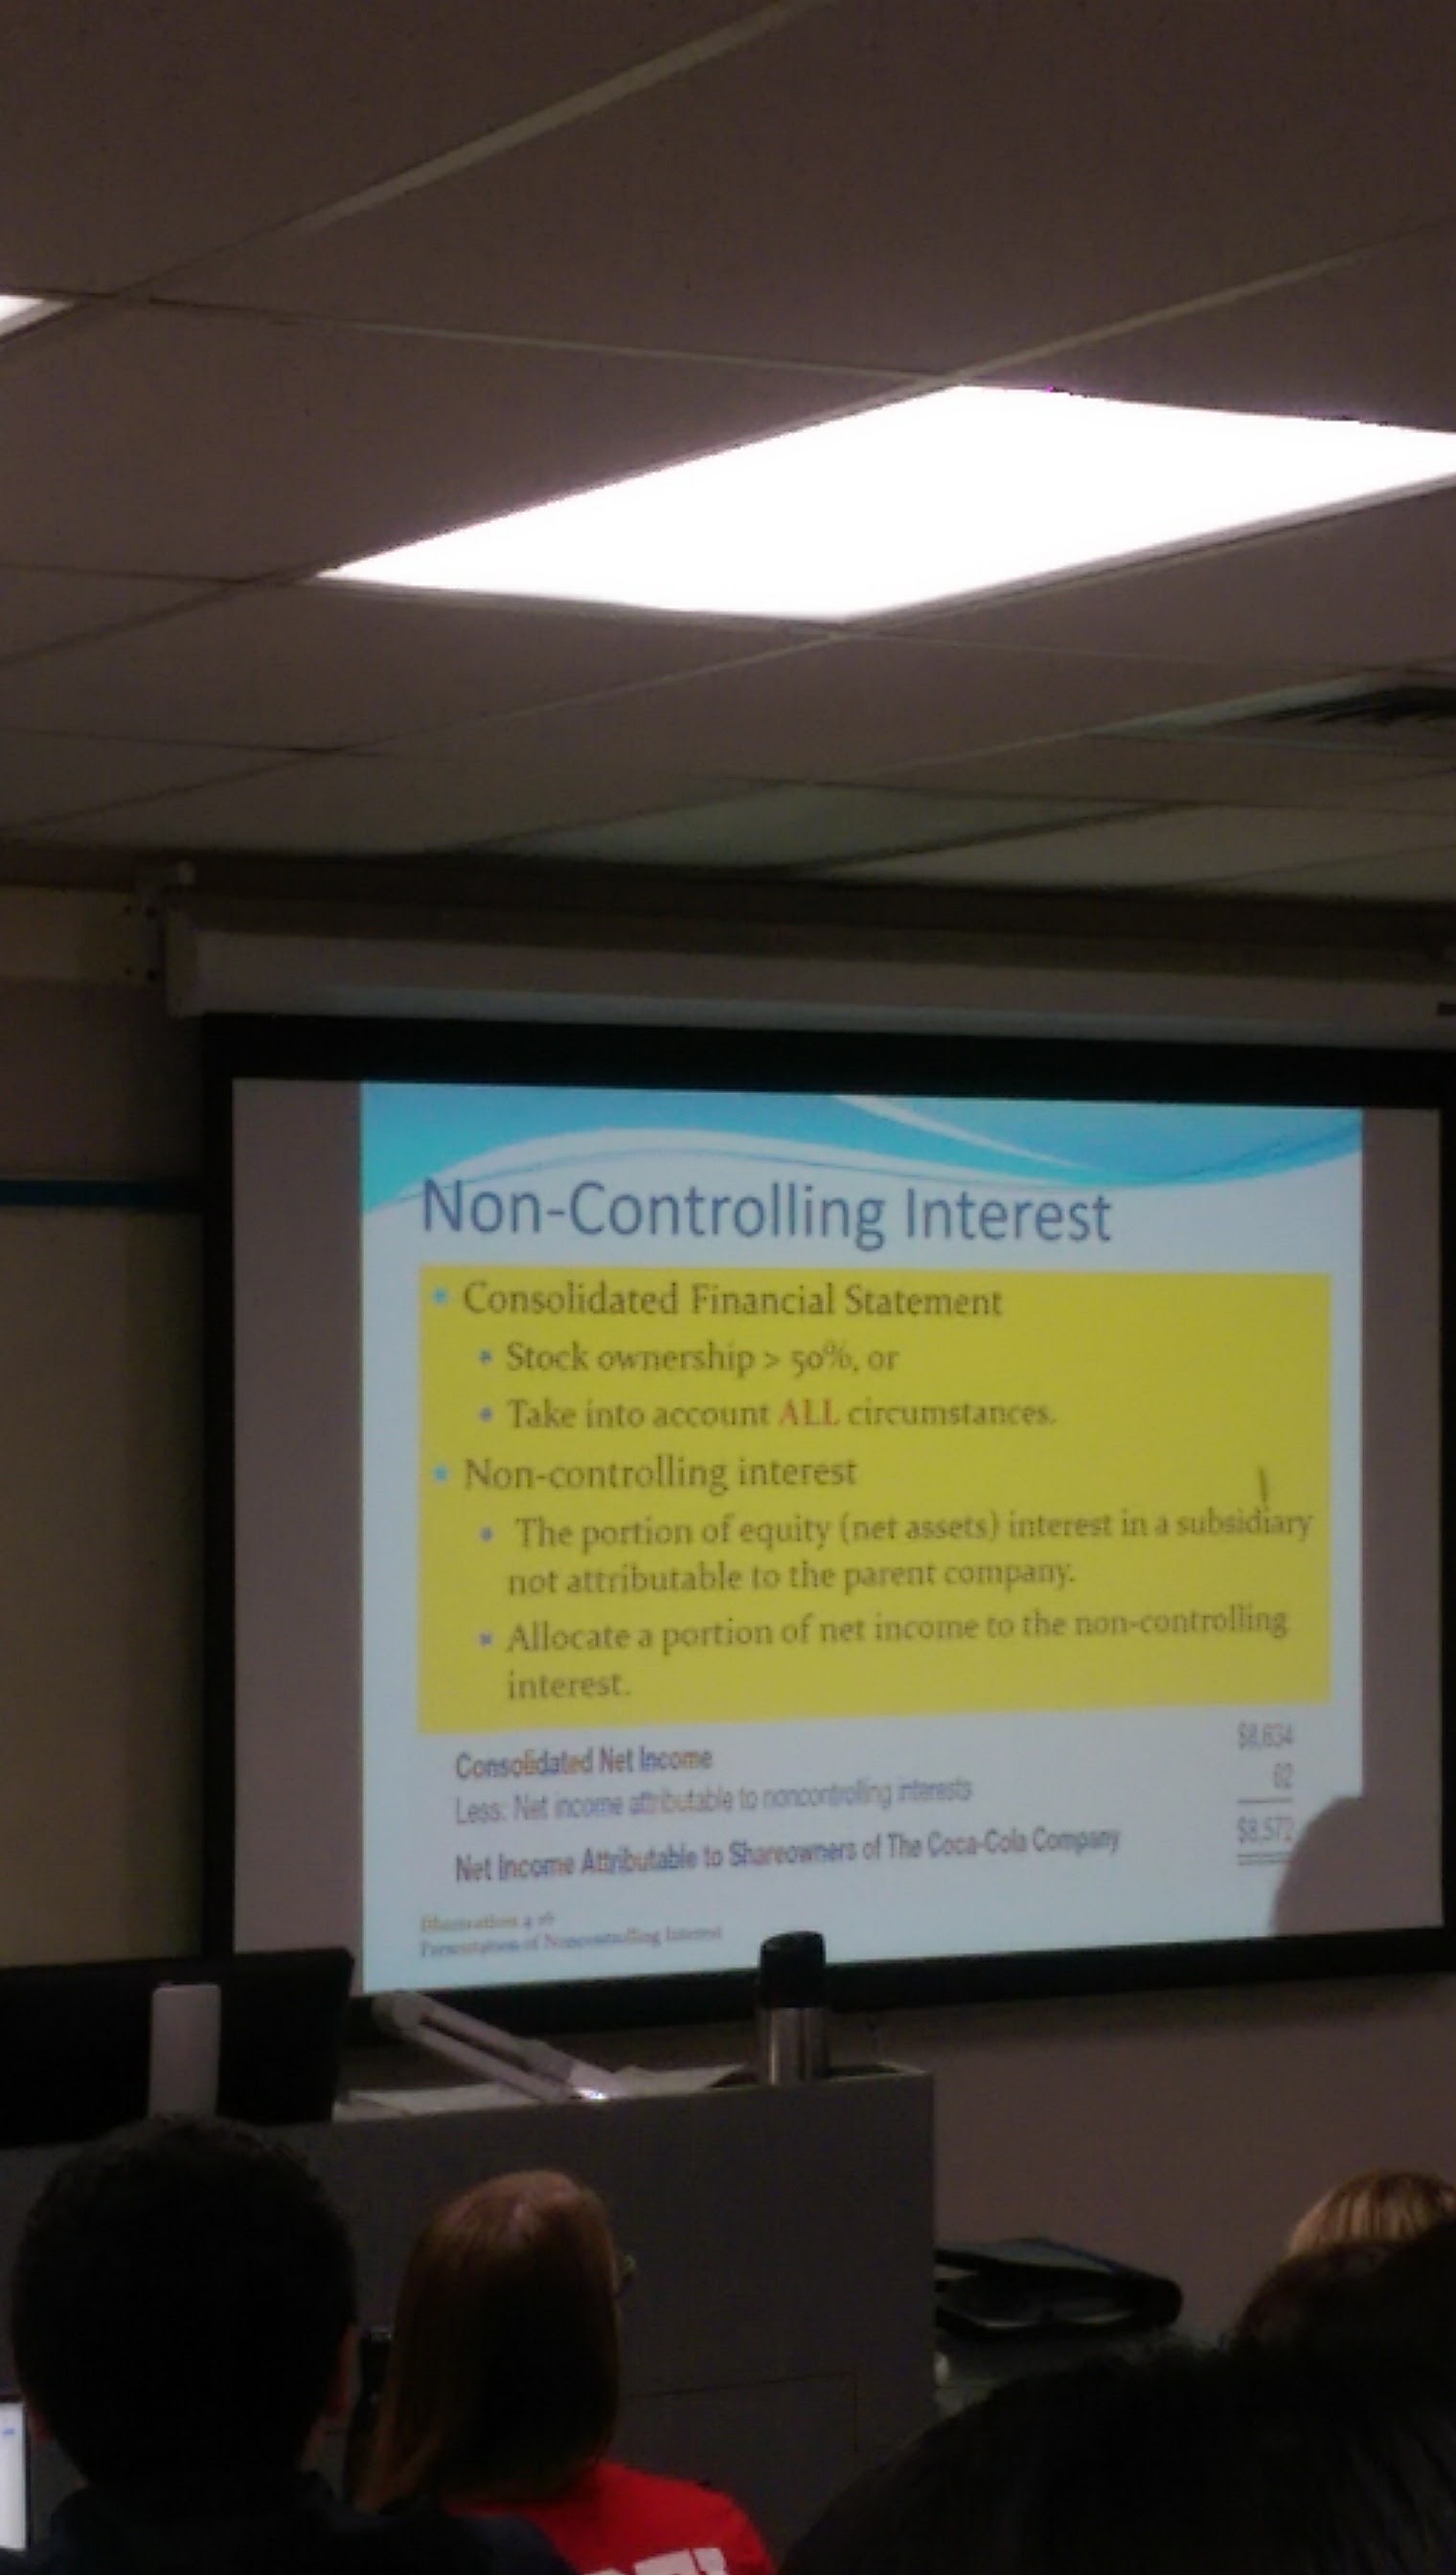 Non-Controlling Interest
Consolidated Financial Statement
Stock ownership > 50%, or
Take into account ALL circumstances.
Non-controlling interest
The portion of equity (net assets) interest in a subsidiary
not attributable to the parent company.
Allocate a portion of net income to the non-controlling
interest.
Consolidated Net Income $8,634
Less: Net income attributable to noncontrolling interests 62
Net Income Attributable to Shareowners of The Coca-Cola Company $8,572
Illustration
Presentation of Noncontrolling Interest